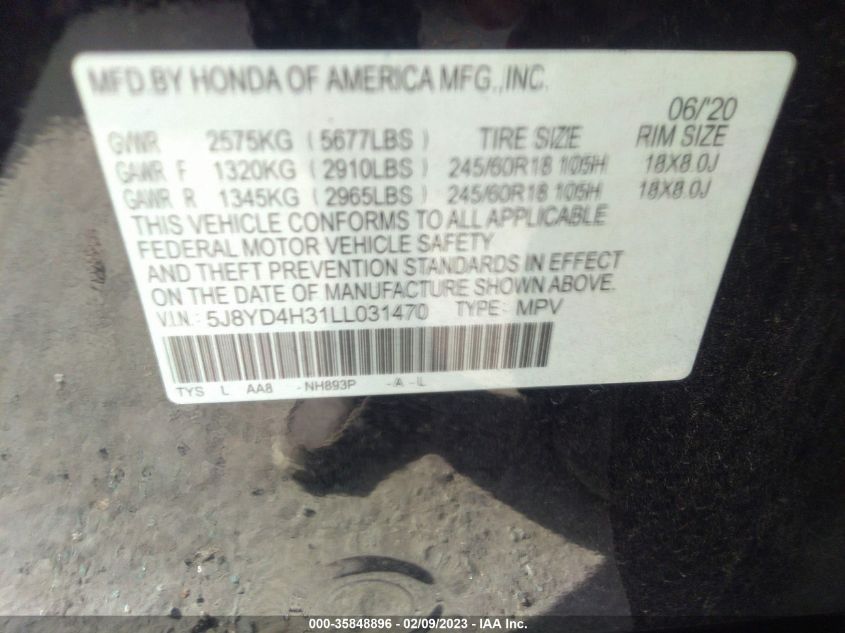 MFD.BY HONDA OF AMERICA MFG.,INC.
06/'20
GVWR 2575KG (5677LBS) TIRE SIZE RIM SIZE
GAWR F 1320KG (2910LBS) 245/60R18 105H 18X8.0J
GAWR R 1345KG (2965LBS) 245/60R18 105H 18X8.0J
THIS VEHICLE CONFORMS TO ALL APPLICABLE
FEDERAL MOTOR VEHICLE SAFETY
AND THEFT PREVENTION STANDARDS IN EFFECT
ON THE DATE OF MANUFACTURE SHOWN ABOVE.
V.I.N.: 5J8YD4H31LL031470 TYPE: MPV
TYS L AA8 -NH893P -A -L
000-35848896 - 02/09/2023 - IAA Inc.